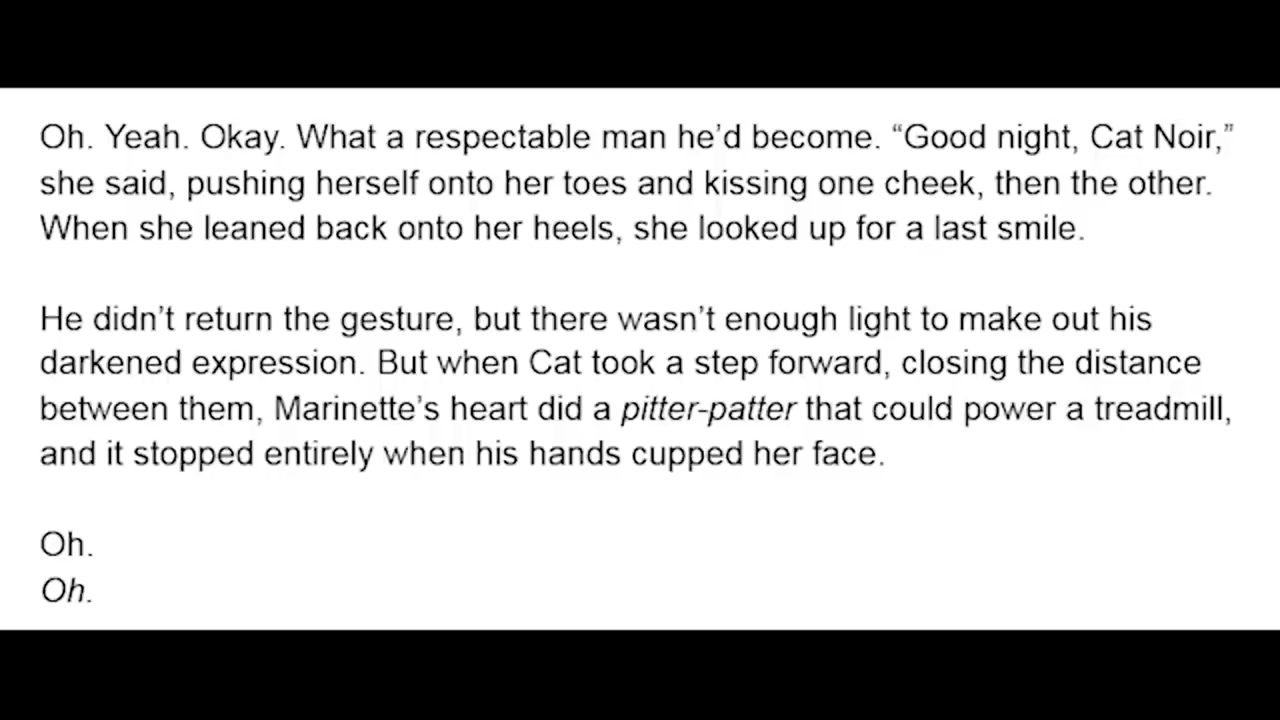 Oh. Yeah. Okay. What a respectable man he’d become. “Good night, Cat Noir,”
she said, pushing herself onto her toes and kissing one cheek, then the other.
When she leaned back onto her heels, she looked up for a last smile.
He didn’t return the gesture, but there wasn’t enough light to make out his
darkened expression. But when Cat took a step forward, closing the distance
between them, Marinette’s heart did a pitter-patter that could power a treadmill,
and it stopped entirely when his hands cupped her face.
Oh.
Oh.